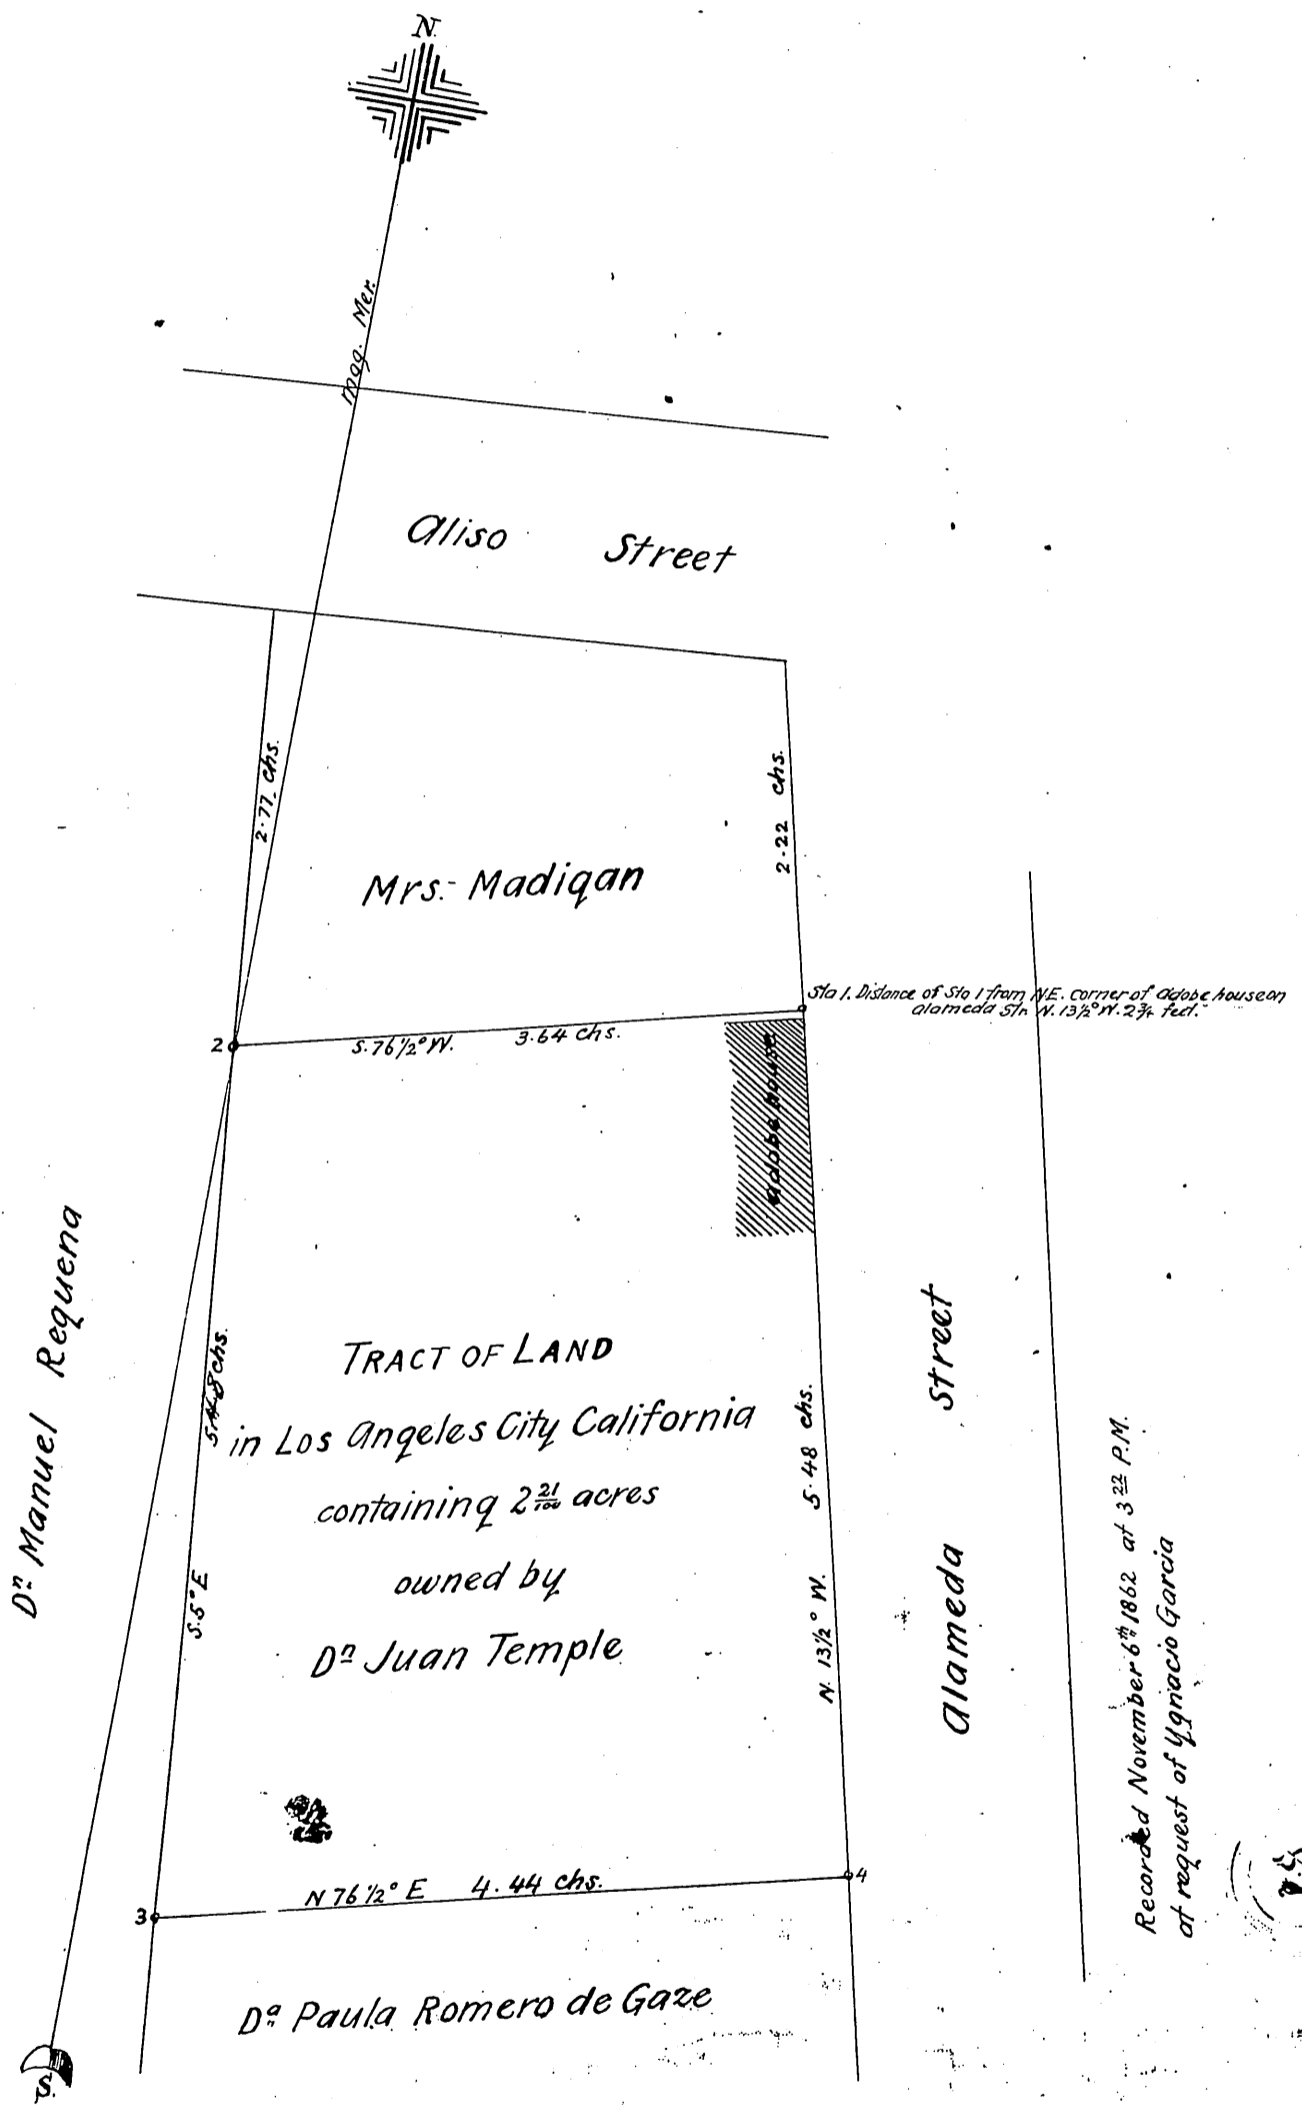 N.
Mag. Mer.
Aliso Street
2.77 chs.
2.22 chs.
Mrs. Madigan
Sta 1. Distance of Sta 1 from N.E. corner of adobe house on
alameda Str. N. 13½° W. 2¾ feet.
2
S. 76½° W. 3.64 chs.
adobe house
Dⁿ Manuel Requena
5.48 chs.
S. 5° E
TRACT OF LAND
in Los Angeles City California
containing 2 21/100 acres
owned by
Dⁿ Juan Temple
5.48 chs.
N. 13½° W.
Alameda Street
Recorded November 6th 1862 at 3 22 P.M.
at request of Ygnacio Garcia
3
N 76½° E 4.44 chs.
4
Dª Paula Romero de Gaze
S.